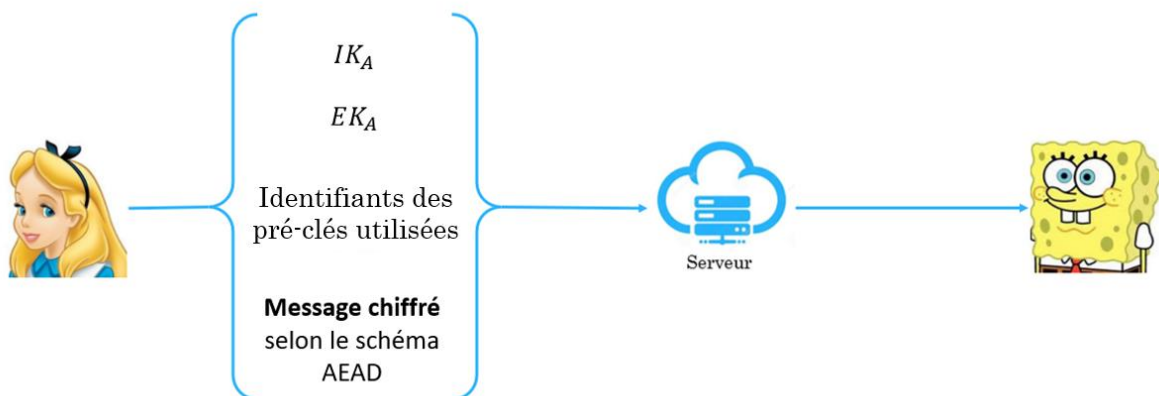 IK_A
EK_A
Identifiants des
pré-clés utilisées
Message chiffré
selon le schéma
AEAD
Serveur